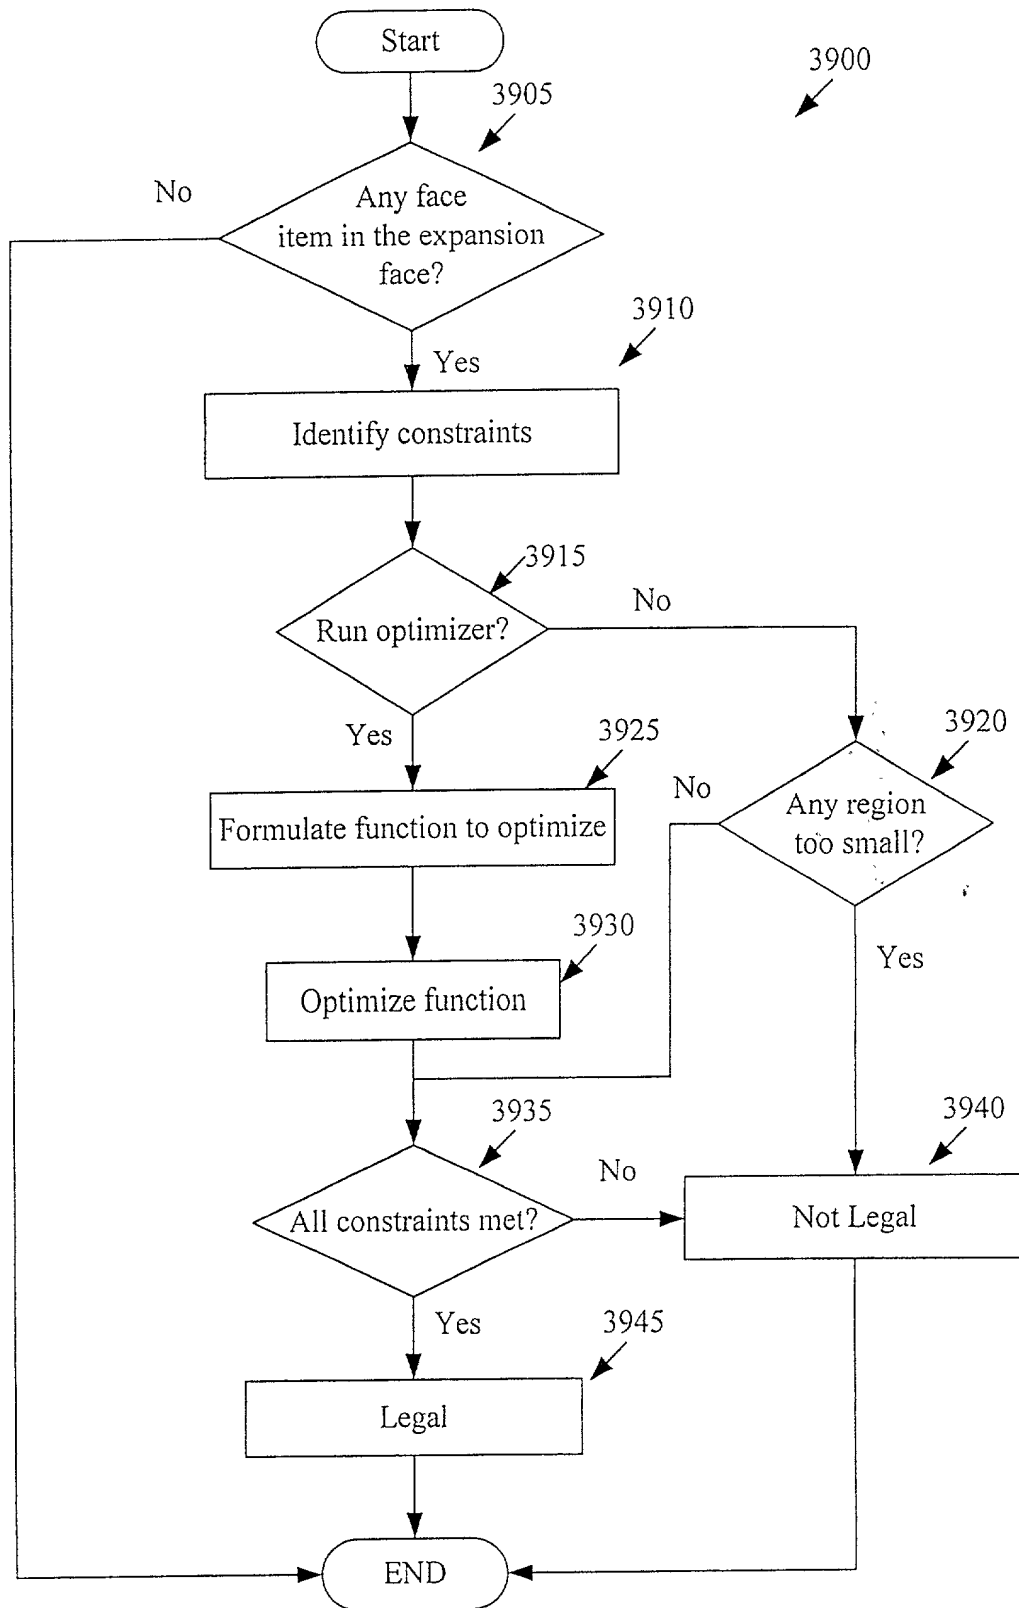 Start
3900
3905
No
Any face
item in the expansion
face?
3910
Yes
Identify constraints
3915
No
Run optimizer?
Yes
3925
3920
No
Any region
too small?
Formulate function to optimize
3930
Yes
Optimize function
3935
3940
No
All constraints met?
Not Legal
Yes
3945
Legal
END